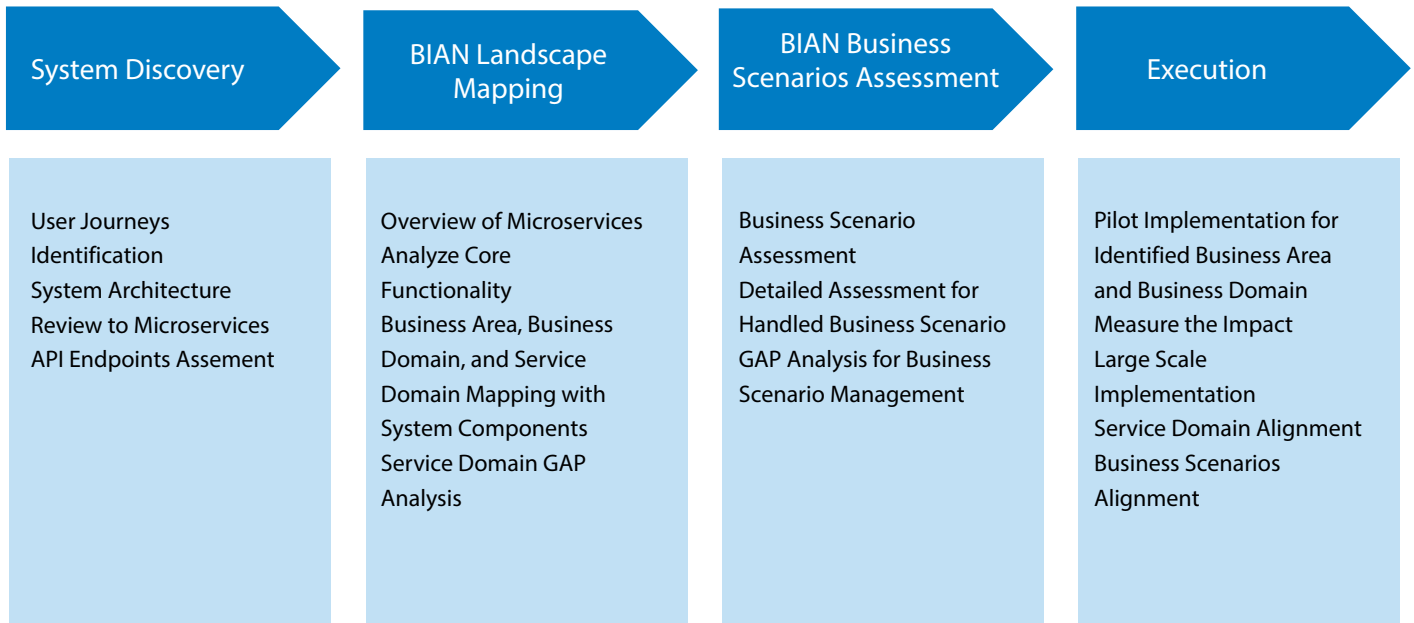 System Discovery
BIAN Landscape
Mapping
BIAN Business
Scenarios Assessment
Execution
User Journeys
Identification
System Architecture
Review to Microservices
API Endpoints Assement
Overview of Microservices
Analyze Core
Functionality
Business Area, Business
Domain, and Service
Domain Mapping with
System Components
Service Domain GAP
Analysis
Business Scenario
Assessment
Detailed Assessment for
Handled Business Scenario
GAP Analysis for Business
Scenario Management
Pilot Implementation for
Identified Business Area
and Business Domain
Measure the Impact
Large Scale
Implementation
Service Domain Alignment
Business Scenarios
Alignment